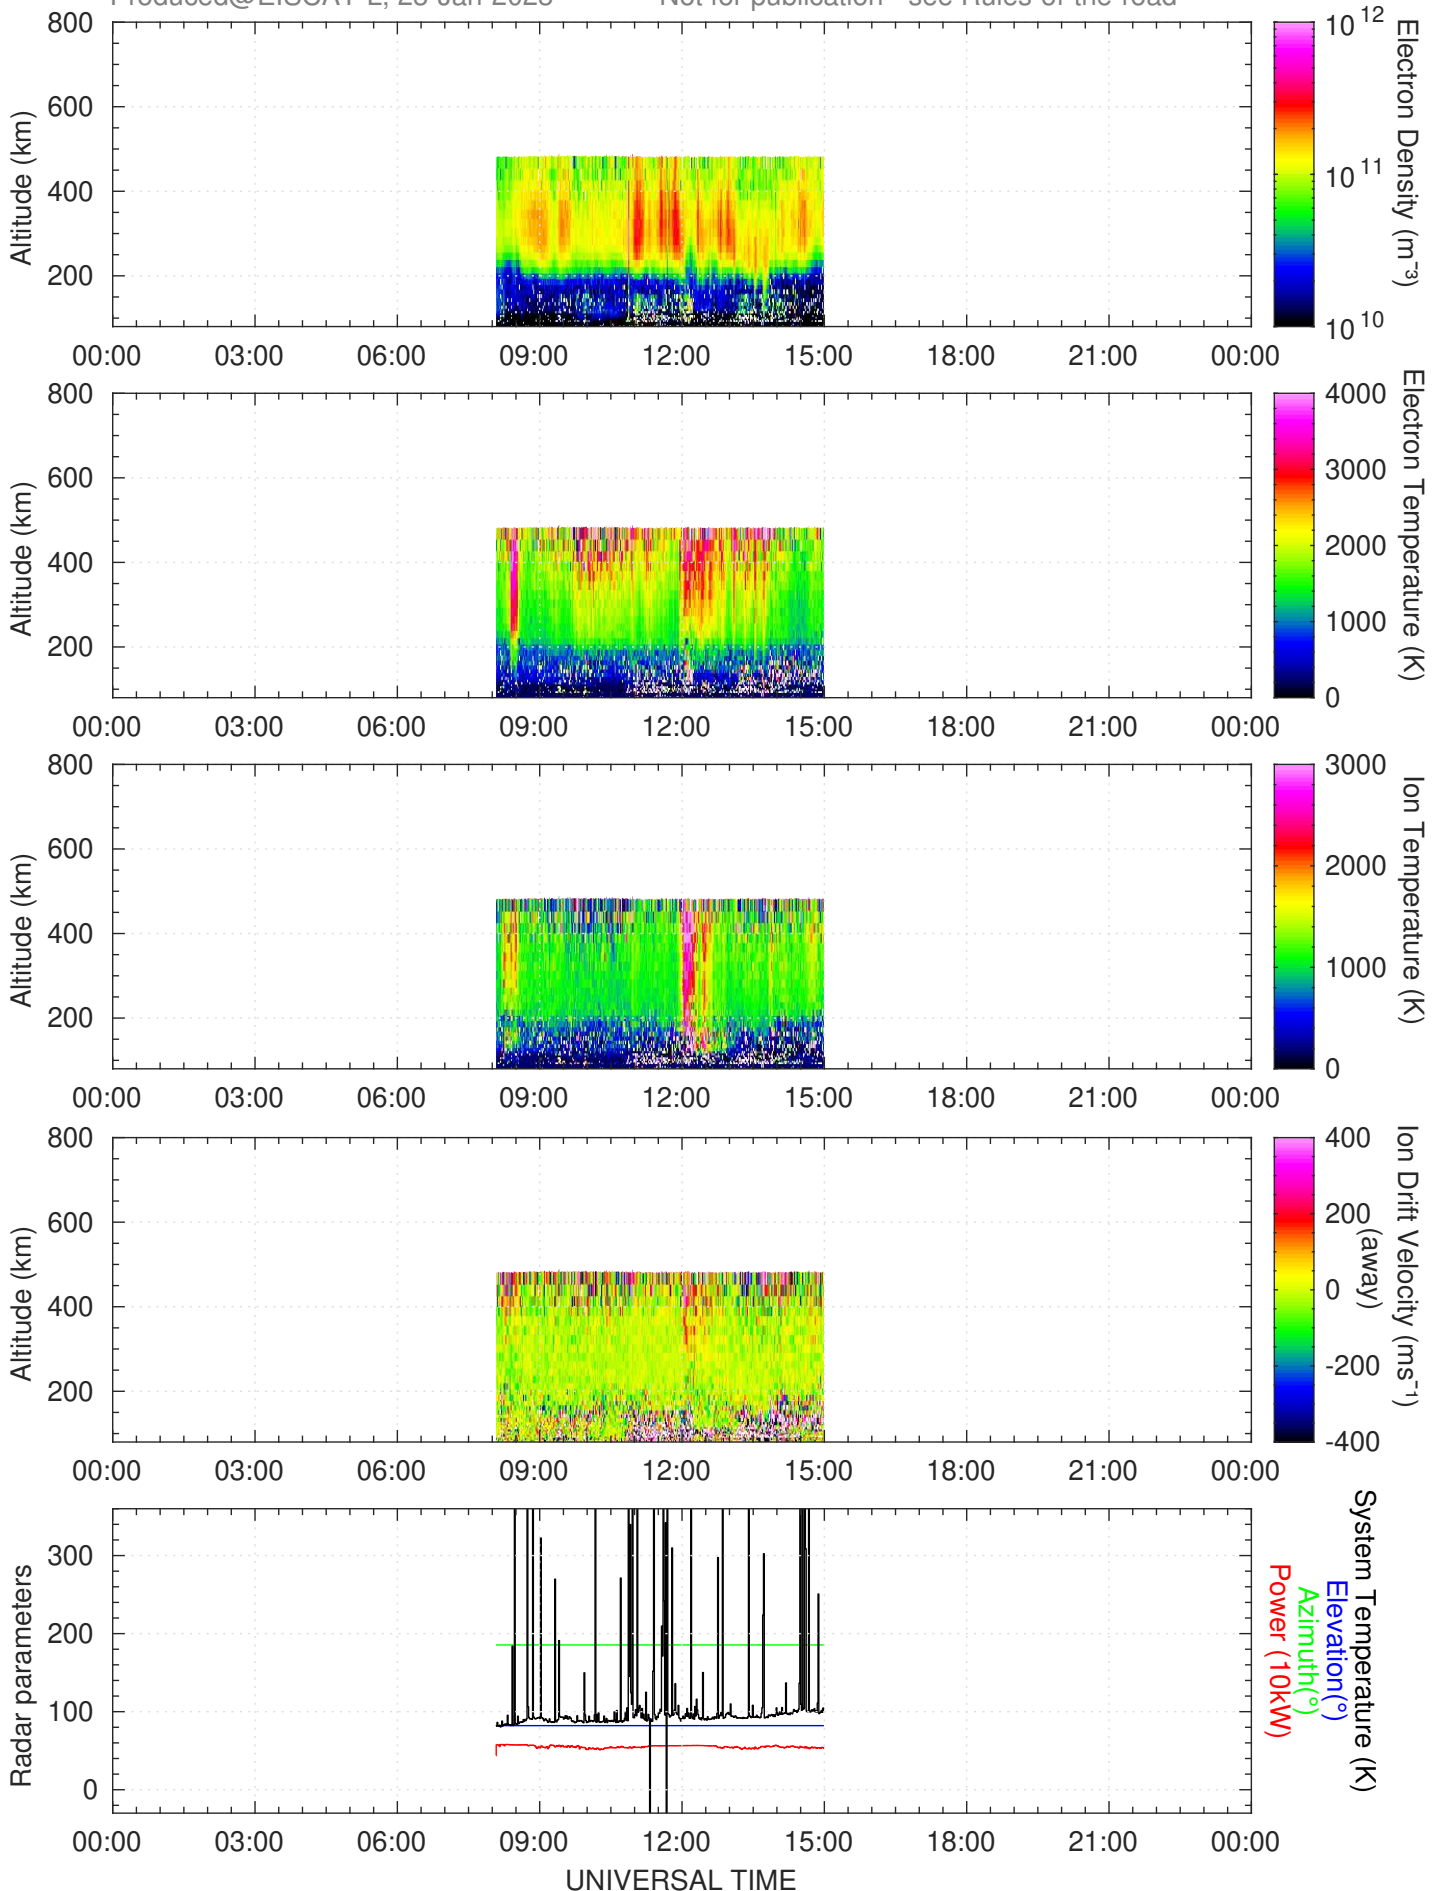 Not for publication - see Rules-of-the-road
800
600
400
200
Altitude (km)
00:00 03:00 06:00 09:00 12:00 15:00 18:00 21:00 00:00
10^12
10^11
10^10
Electron Density (m^-3)
800
600
400
200
Altitude (km)
00:00 03:00 06:00 09:00 12:00 15:00 18:00 21:00 00:00
4000
3000
2000
1000
0
Electron Temperature (K)
800
600
400
200
Altitude (km)
00:00 03:00 06:00 09:00 12:00 15:00 18:00 21:00 00:00
3000
2000
1000
0
Ion Temperature (K)
800
600
400
200
Altitude (km)
00:00 03:00 06:00 09:00 12:00 15:00 18:00 21:00 00:00
400
200
0
-200
-400
Ion Drift Velocity (ms^-1)
(away)
300
200
100
0
Radar parameters
00:00 03:00 06:00 09:00 12:00 15:00 18:00 21:00 00:00
System Temperature (K)
Elevation(°)
Azimuth(°)
Power (10kW)
UNIVERSAL TIME